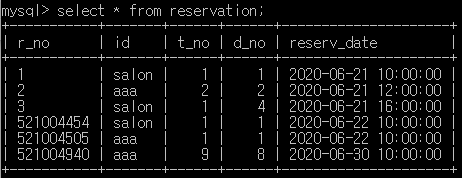 mysql> select * from reservation;
+-----------+-------+------+------+---------------------+
| r_no | id | t_no | d_no | reserv_date |
+-----------+-------+------+------+---------------------+
| 1 | salon | 1 | 1 | 2020-06-21 10:00:00 |
| 2 | aaa | 2 | 2 | 2020-06-21 12:00:00 |
| 3 | salon | 1 | 4 | 2020-06-21 16:00:00 |
| 521004454 | salon | 1 | 1 | 2020-06-22 10:00:00 |
| 521004505 | aaa | 1 | 1 | 2020-06-22 10:00:00 |
| 521004940 | aaa | 9 | 8 | 2020-06-30 10:00:00 |
+-----------+-------+------+------+---------------------+